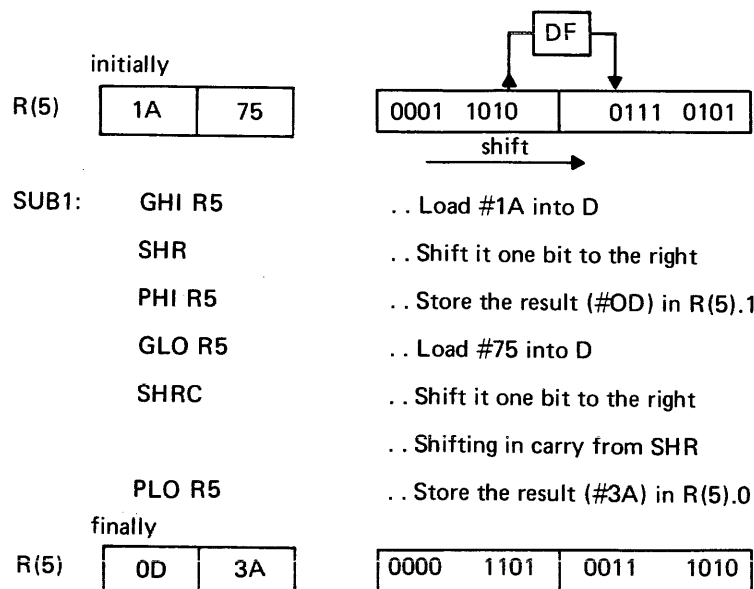 DF
initially
R(5) 1A 75 0001 1010 0111 0101
shift
SUB1: GHI R5 .. Load #1A into D
SHR .. Shift it one bit to the right
PHI R5 .. Store the result (#OD) in R(5).1
GLO R5 .. Load #75 into D
SHRC .. Shift it one bit to the right
.. Shifting in carry from SHR
PLO R5 .. Store the result (#3A) in R(5).0
finally
R(5) 0D 3A 0000 1101 0011 1010